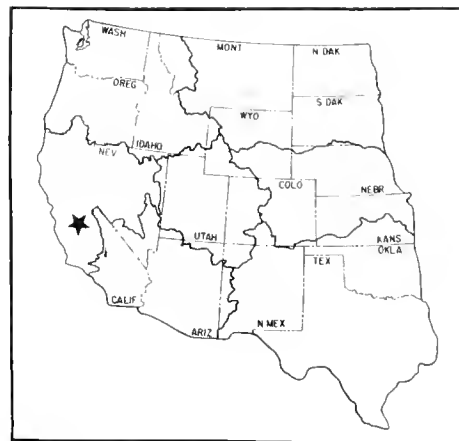 WASH
MONT
N DAK
OREG
S DAK
WYO
IDAHO
NEV
COLO
NEBR
UTAH
KANS
OKLA
TEX
CALIF
ARIZ
N MEX